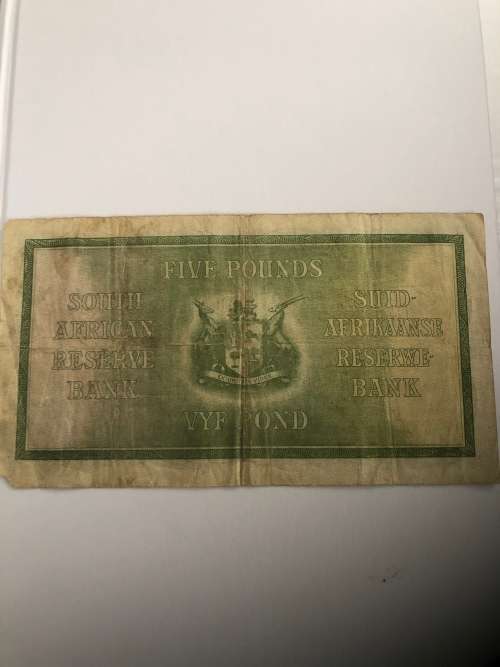 FIVE POUNDS
SOUTH
AFRICAN
RESERVE
BANK
SUID-
AFRIKAANSE
RESERWE-
BANK
VYF POND